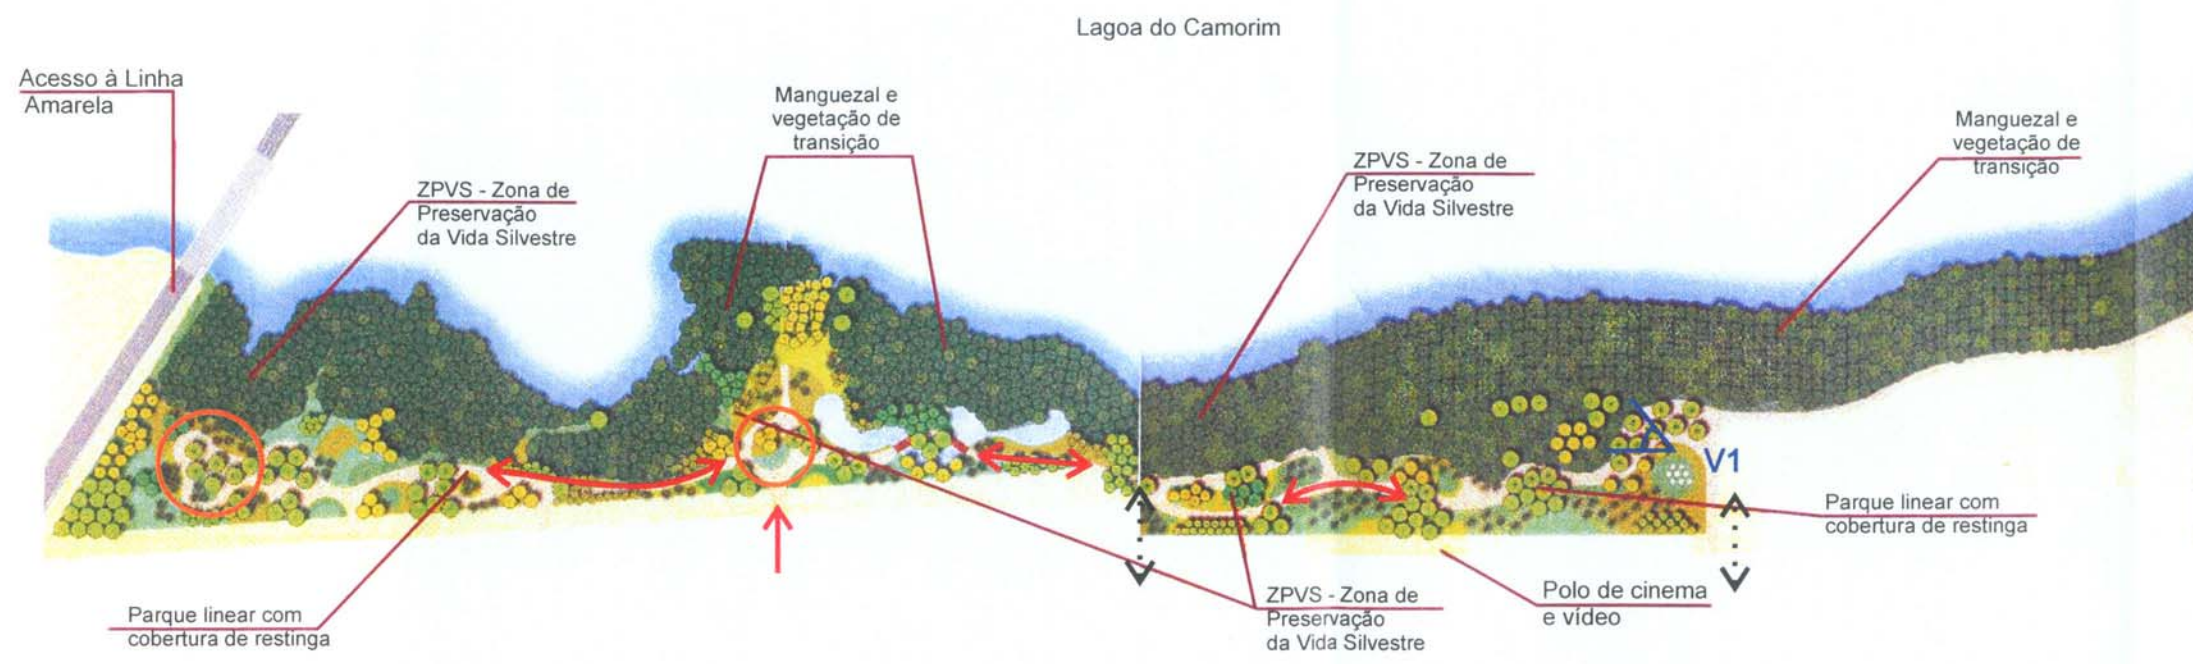 Lagoa do Camorim
Acesso à Linha
Amarela
Manguezal e
vegetação de
transição
Manguezal e
vegetação de
transição
ZPVS - Zona de
Preservação
da Vida Silvestre
ZPVS - Zona de
Preservação
da Vida Silvestre
V1
Parque linear com
cobertura de restinga
Polo de cinema
e vídeo
ZPVS - Zona de
Preservação
da Vida Silvestre
Parque linear com
cobertura de restinga